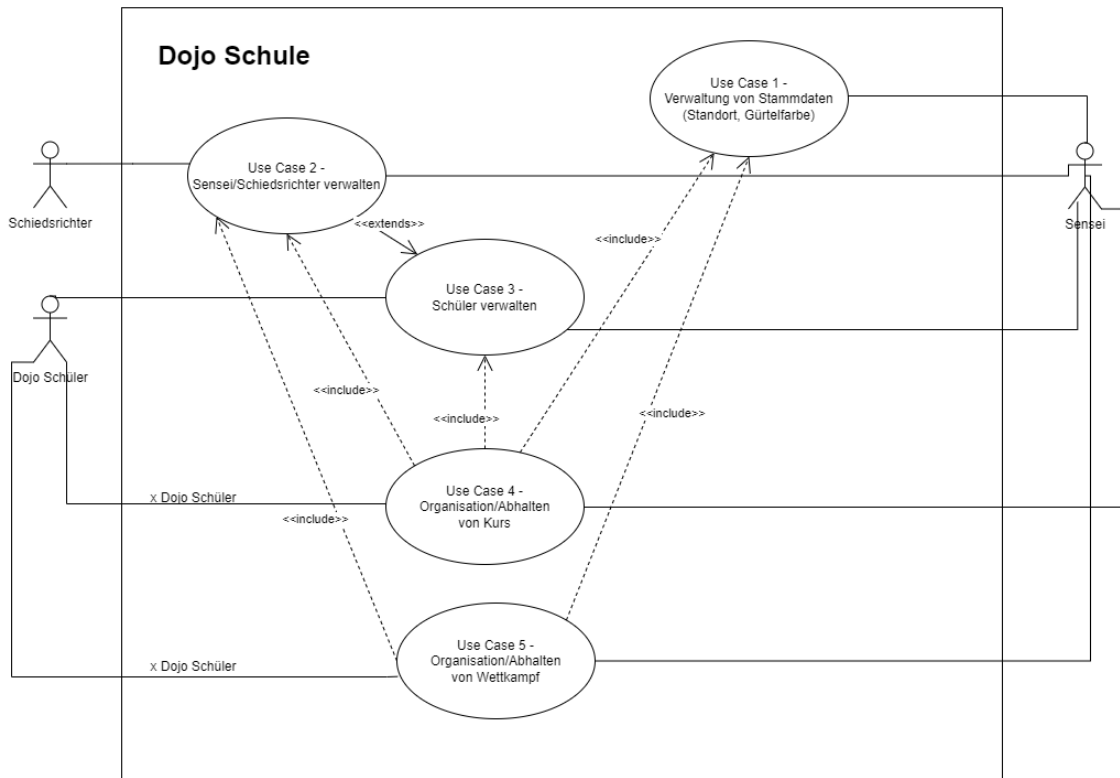 Dojo Schule
Use Case 1 -
Verwaltung von Stammdaten
(Standort, Gürtelfarbe)
Use Case 2 -
Sensei/Schiedsrichter verwalten
Schiedsrichter
Sensei
<<extends>>
<<include>>
Use Case 3 -
Schüler verwalten
Dojo Schüler
<<include>>
<<include>>
<<include>>
Use Case 4 -
Organisation/Abhalten
von Kurs
x Dojo Schüler
<<include>>
Use Case 5 -
Organisation/Abhalten
von Wettkampf
x Dojo Schüler